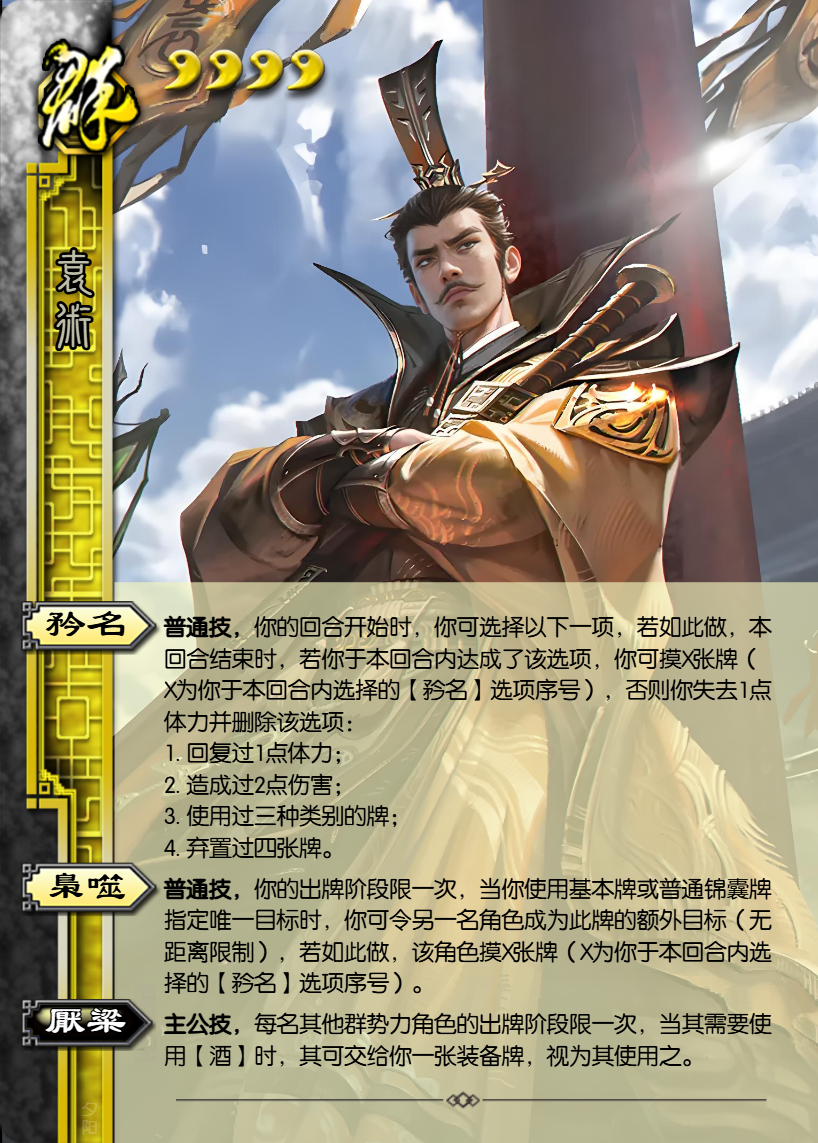 群
袁術
矜名
普通技，你的回合开始时，你可选择以下一项，若如此做，本
回合结束时，若你于本回合内达成了该选项，你可摸X张牌（
X为你于本回合内选择的【矜名】选项序号），否则你失去1点
体力并删除该选项：
1. 回复过1点体力；
2. 造成过2点伤害；
3. 使用过三种类别的牌；
4. 弃置过四张牌。
梟噬
普通技，你的出牌阶段限一次，当你使用基本牌或普通锦囊牌
指定唯一目标时，你可令另一名角色成为此牌的额外目标（无
距离限制），若如此做，该角色摸X张牌（X为你于本回合内选
择的【矜名】选项序号）。
厭粱
主公技，每名其他群势力角色的出牌阶段限一次，当其需要使
用【酒】时，其可交给你一张装备牌，视为其使用之。
夕阳